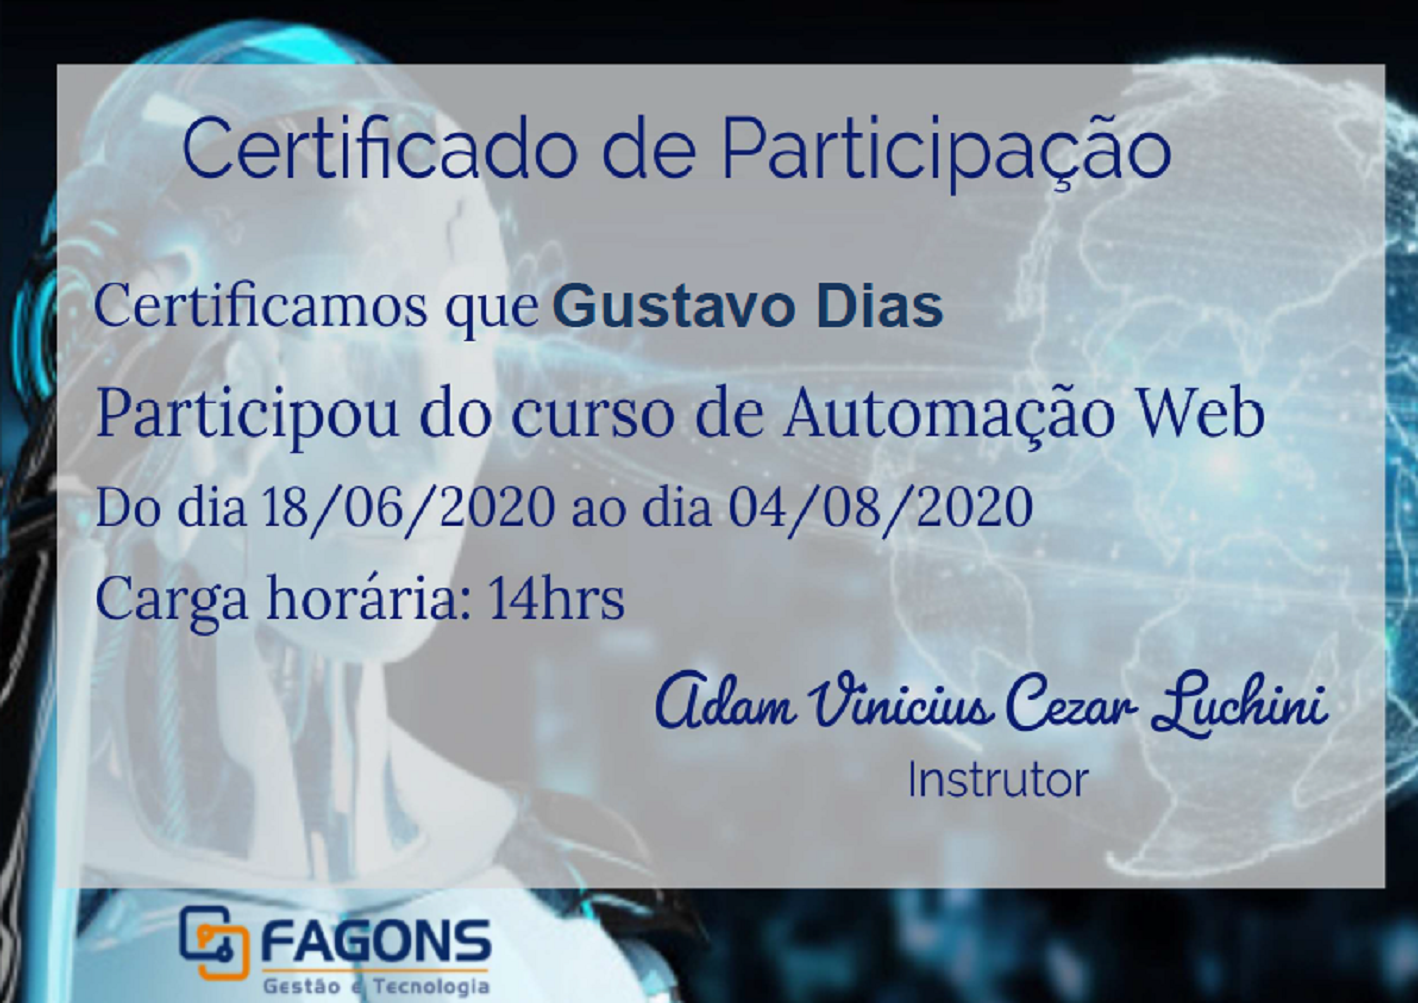 Certificado de Participação
Certificamos que Gustavo Dias
Participou do curso de Automação Web
Do dia 18/06/2020 ao dia 04/08/2020
Carga horária: 14hrs
Adam Vinicius Cezar Luchini
Instrutor
FAGONS
Gestão e Tecnologia